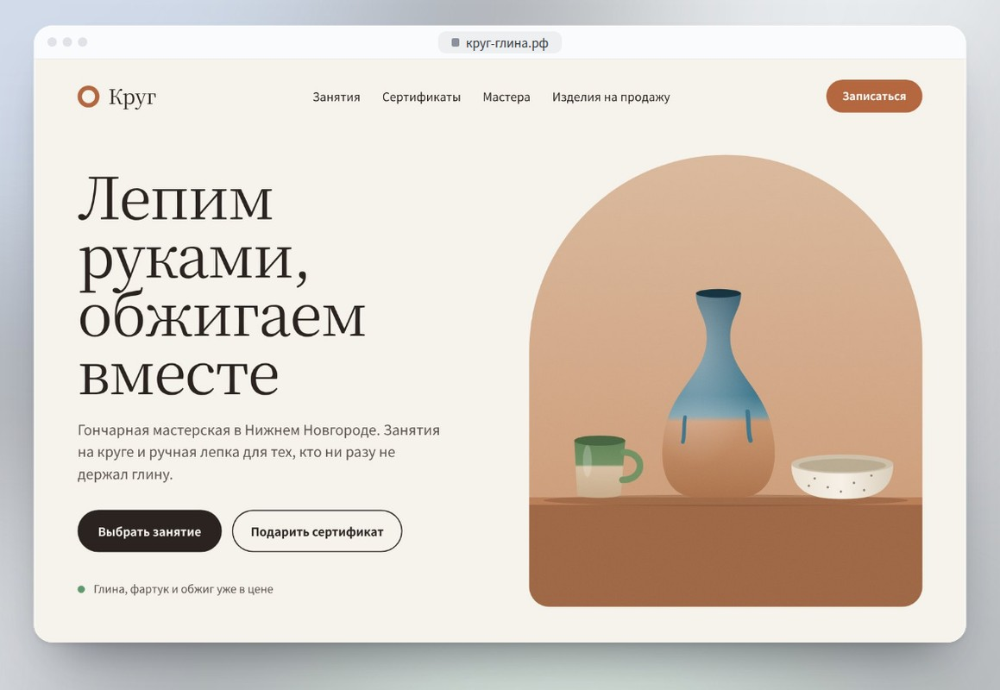 круг-глина.рф
Круг
Занятия
Сертификаты
Мастера
Изделия на продажу
Записаться
Лепим
руками,
обжигаем
вместе
Гончарная мастерская в Нижнем Новгороде. Занятия
на круге и ручная лепка для тех, кто ни разу не
держал глину.
Выбрать занятие
Подарить сертификат
Глина, фартук и обжиг уже в цене